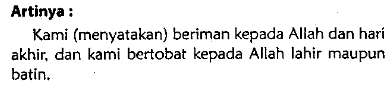 Artinya :
Kami (menyatakan) beriman kepada Allah dan hari
akhir, dan kami bertobat kepada Allah lahir maupun
batin.